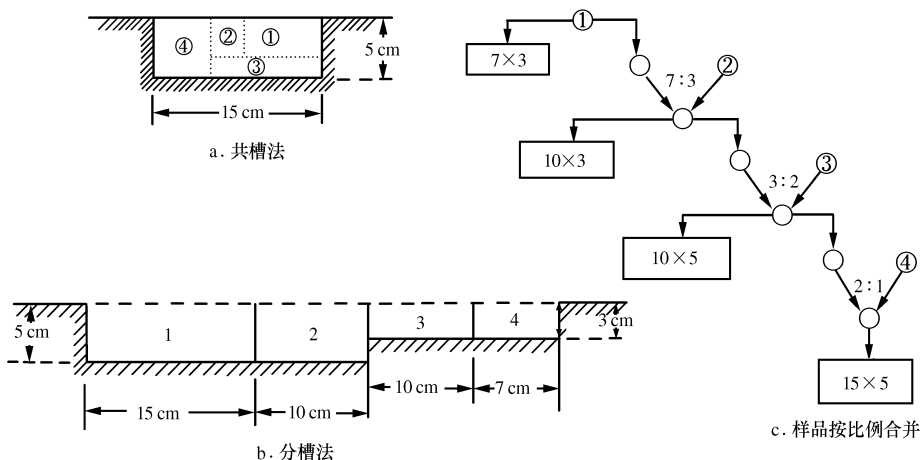 ④ ② ①
③
5 cm
15 cm
a. 共槽法
①
7×3
7:3 ②
10×3
3:2 ③
10×5
2:1 ④
15×5
c. 样品按比例合并
5 cm
1 2 3 4
3 cm
10 cm 7 cm
15 cm 10 cm
b. 分槽法